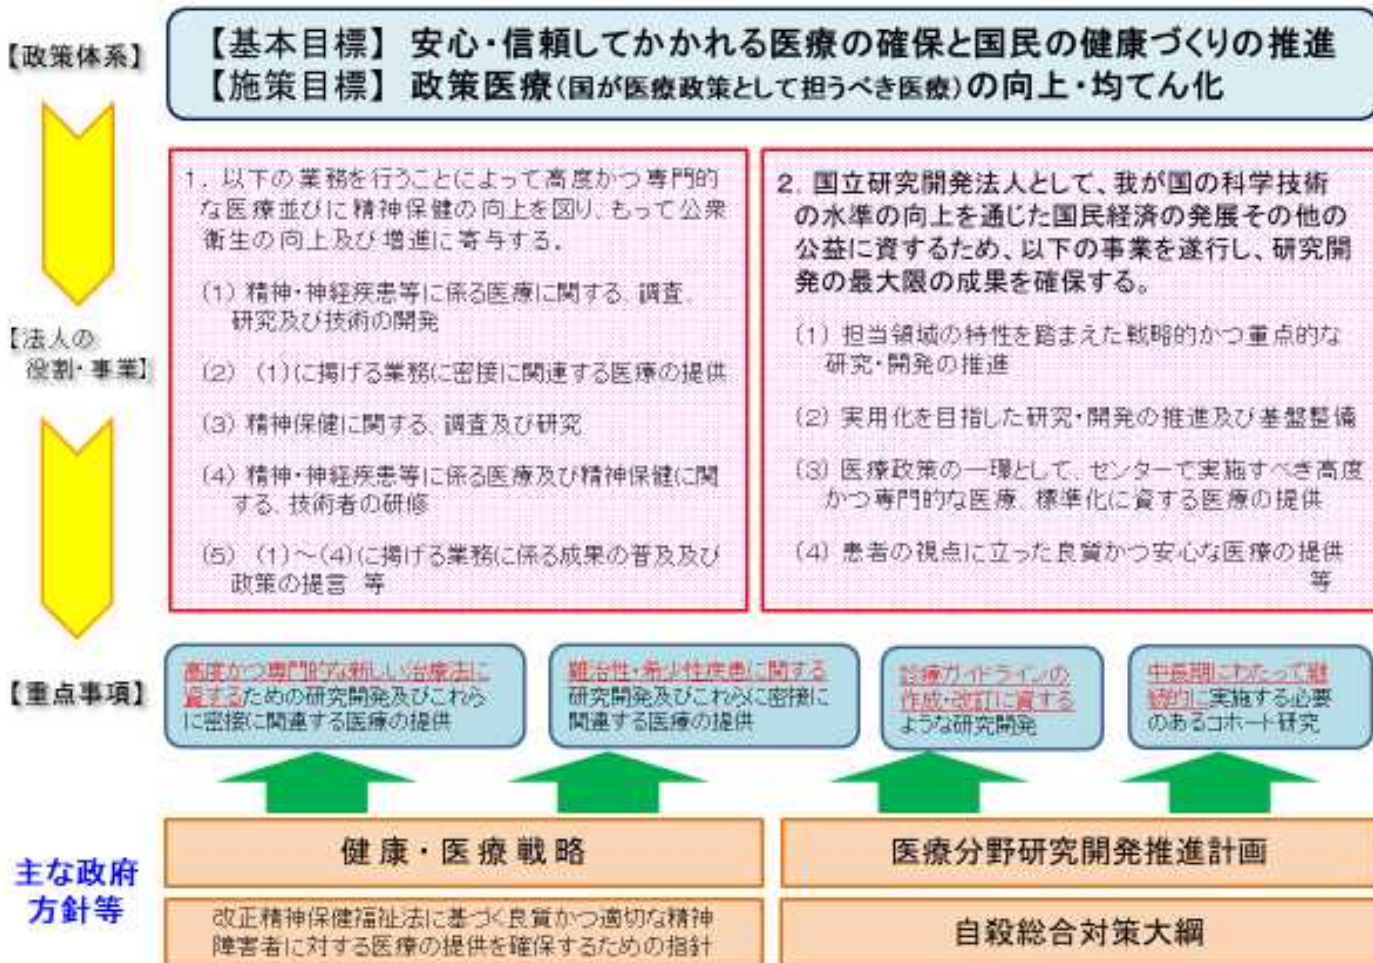 【政策体系】
【基本目標】 安心・信頼してかかれる医療の確保と国民の健康づくりの推進
【施策目標】 政策医療(国が医療政策として担うべき医療)の向上・均てん化
【法人の
役割・事業】
1. 以下の業務を行うことによって高度かつ専門的
な医療並びに精神保健の向上を図り、もって公衆
衛生の向上及び増進に寄与する。
(1) 精神・神経疾患等に係る医療に関する、調査、
研究及び技術の開発
(2) (1)に掲げる業務に密接に関連する医療の提供
(3) 精神保健に関する、調査及び研究
(4) 精神・神経疾患等に係る医療及び精神保健に関
する、技術者の研修
(5) (1)～(4)に掲げる業務に係る成果の普及及び
政策の提言 等
2. 国立研究開発法人として、我が国の科学技術
の水準の向上を通じた国民経済の発展その他の
公益に資するため、以下の事業を遂行し、研究開
発の最大限の成果を確保する。
(1) 担当領域の特性を踏まえた戦略的かつ重点的な
研究・開発の推進
(2) 実用化を目指した研究・開発の推進及び基盤整備
(3) 医療政策の一環として、センターで実施すべき高度
かつ専門的な医療、標準化に資する医療の提供
(4) 患者の視点に立った良質かつ安心な医療の提供
等
【重点事項】
高度かつ専門的な新しい治療法に
資するための研究開発及びこれら
に密接に関連する医療の提供
難治性・希少性疾患に関する
研究開発及びこれらに密接に
関連する医療の提供
診療ガイドラインの
作成・改訂に資する
ような研究開発
中長期にわたって継
続的に実施する必要
のあるコホート研究
主な政府
方針等
健康・医療戦略
医療分野研究開発推進計画
改正精神保健福祉法に基づく良質かつ適切な精神
障害者に対する医療の提供を確保するための指針
自殺総合対策大綱